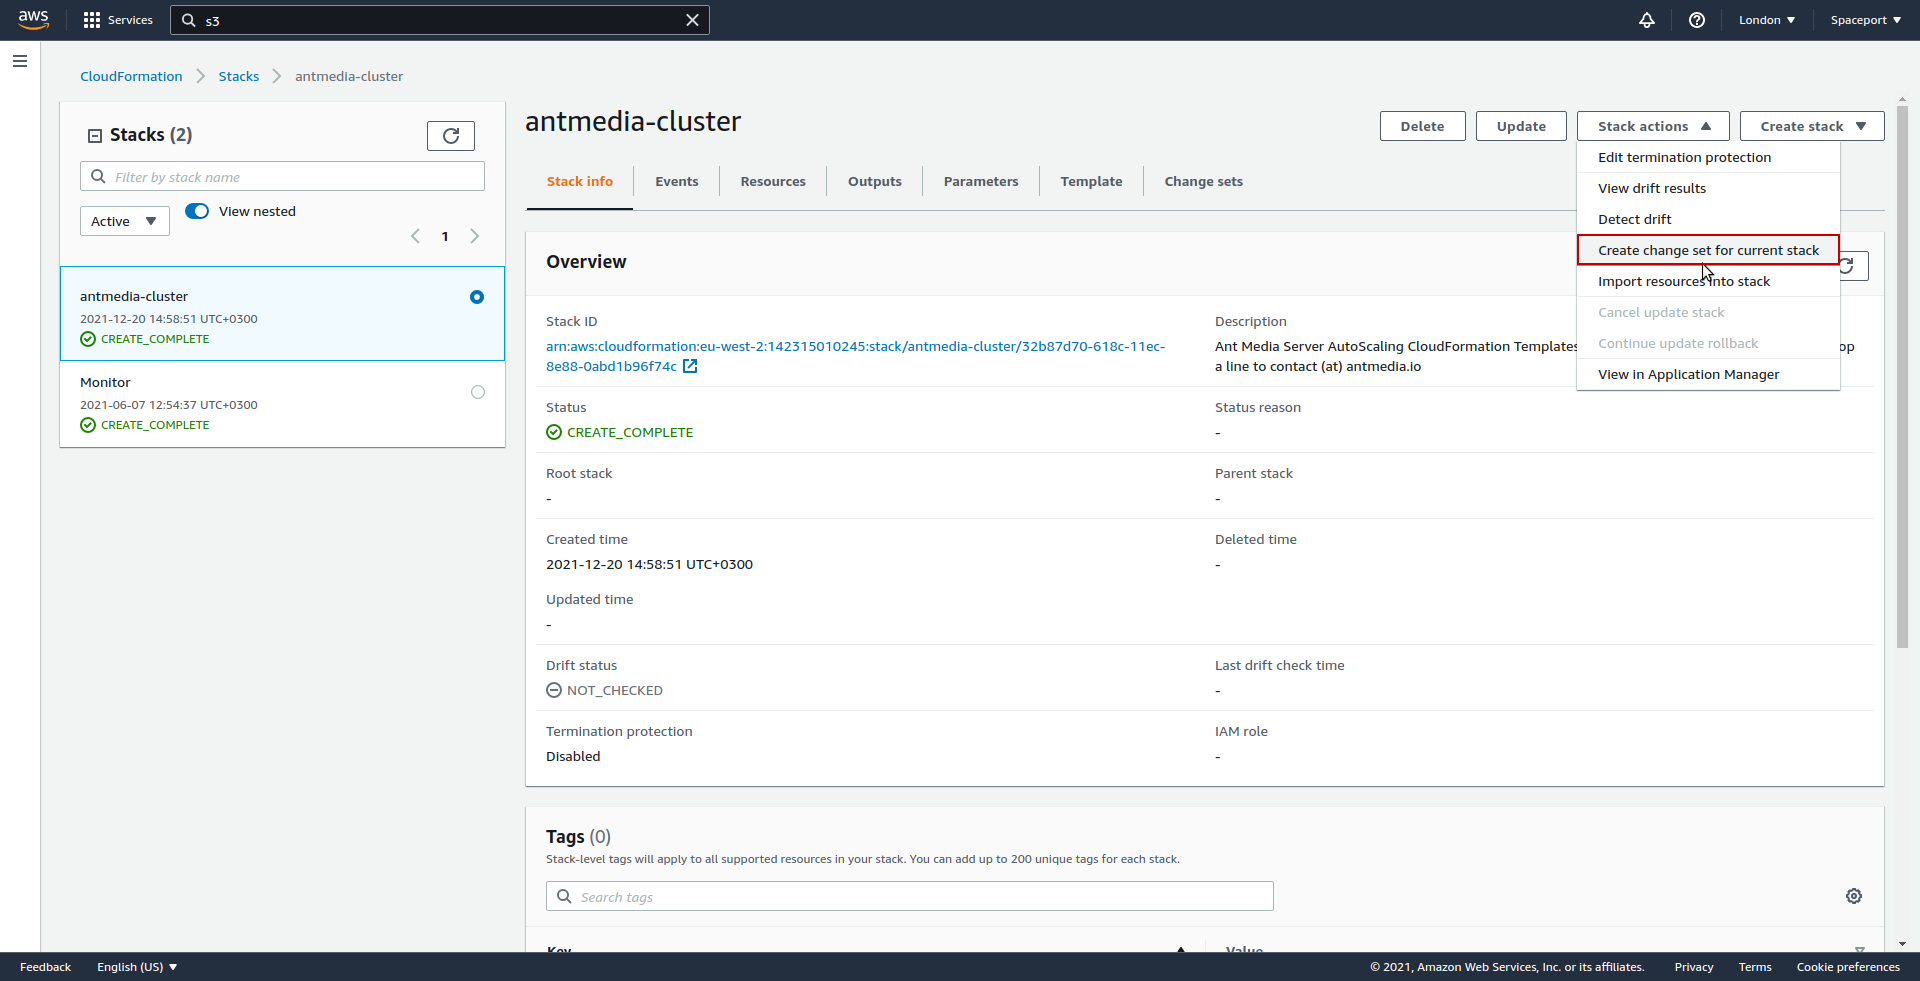 aws
Services
s3
London
Spaceport
CloudFormation
Stacks
antmedia-cluster
Stacks (2)
Filter by stack name
Active
View nested
1
antmedia-cluster
2021-12-20 14:58:51 UTC+0300
CREATE_COMPLETE
Monitor
2021-06-07 12:54:37 UTC+0300
CREATE_COMPLETE
antmedia-cluster
Delete
Update
Stack actions
Create stack
Edit termination protection
View drift results
Detect drift
Create change set for current stack
Import resources into stack
Cancel update stack
Continue update rollback
View in Application Manager
Stack info
Events
Resources
Outputs
Parameters
Template
Change sets
Overview
Stack ID
arn:aws:cloudformation:eu-west-2:142315010245:stack/antmedia-cluster/32b87d70-618c-11ec-
8e88-0abd1b96f74c
Description
Ant Media Server AutoScaling CloudFormation Templates op
a line to contact (at) antmedia.io
Status
CREATE_COMPLETE
Status reason
-
Root stack
-
Parent stack
-
Created time
2021-12-20 14:58:51 UTC+0300
Deleted time
-
Updated time
-
Drift status
NOT_CHECKED
Last drift check time
-
Termination protection
Disabled
IAM role
-
Tags (0)
Stack-level tags will apply to all supported resources in your stack. You can add up to 200 unique tags for each stack.
Search tags
Key
Value
Feedback
English (US)
© 2021, Amazon Web Services, Inc. or its affiliates.
Privacy
Terms
Cookie preferences